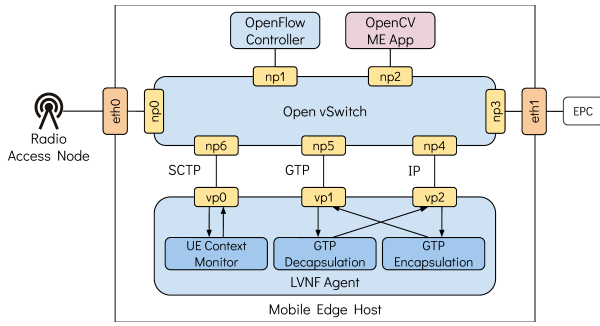 OpenFlow
Controller
OpenCV
ME App
np1
np2
eth0
np0
Open vSwitch
np3
eth1
EPC
Radio
Access Node
np6
np5
np4
SCTP
GTP
IP
vp0
vp1
vp2
UE Context
Monitor
GTP
Decapsulation
GTP
Encapsulation
LVNF Agent
Mobile Edge Host